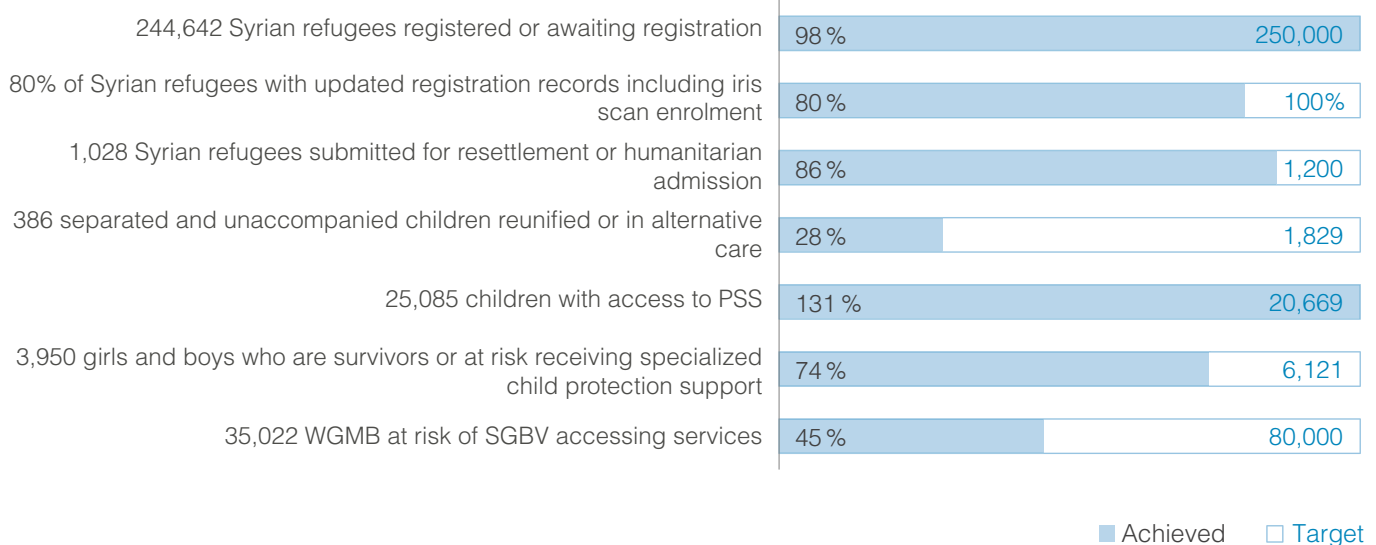 244,642 Syrian refugees registered or awaiting registration 98 % 250,000
80% of Syrian refugees with updated registration records including iris
scan enrolment 80 % 100%
1,028 Syrian refugees submitted for resettlement or humanitarian
admission 86 % 1,200
386 separated and unaccompanied children reunified or in alternative
care 28 % 1,829
25,085 children with access to PSS 131 % 20,669
3,950 girls and boys who are survivors or at risk receiving specialized
child protection support 74 % 6,121
35,022 WGMB at risk of SGBV accessing services 45 % 80,000
Achieved Target